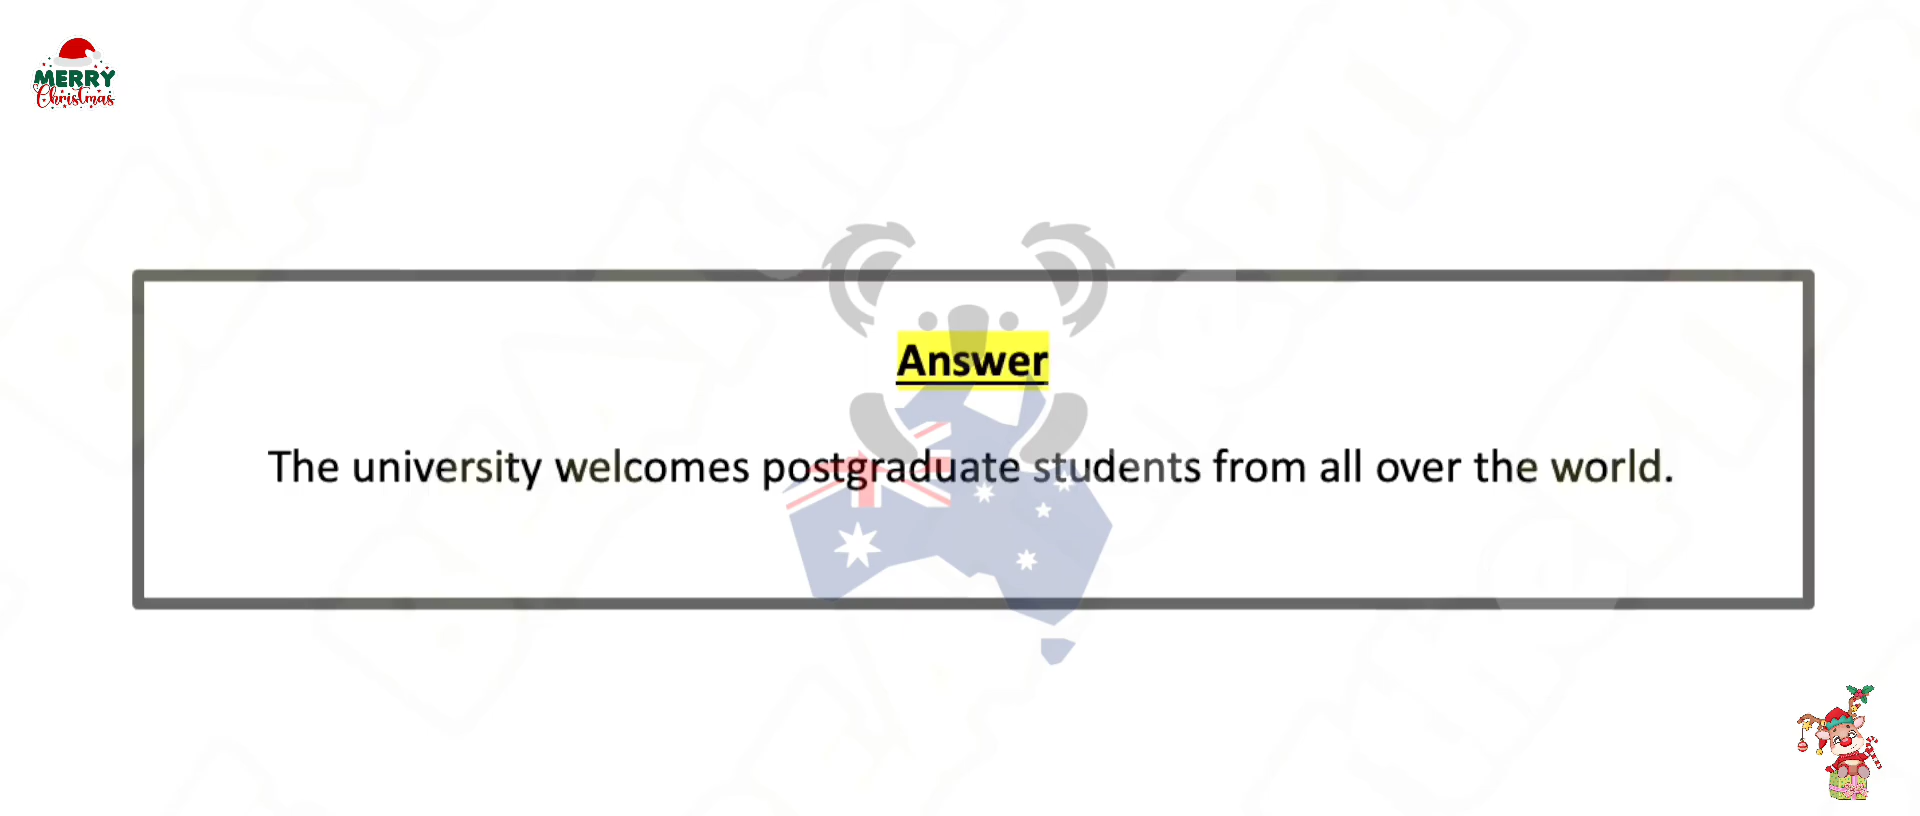 MERRY
Christmas
Answer
The university welcomes postgraduate students from all over the world.